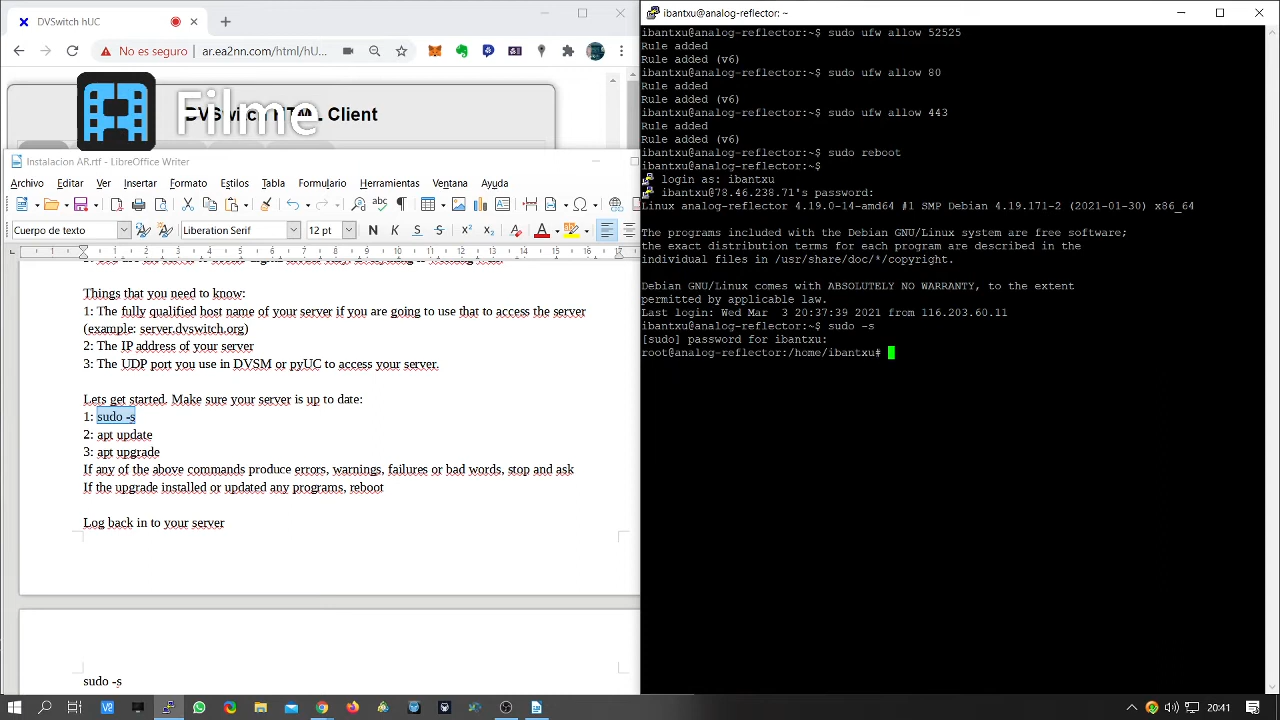 DVSwitch hUC
No es seguro
area2nn.com/html/hU...
Filme
Client
Instalacion AR.rtf - LibreOffice Writer
Archivo Editar Ver Insertar Formato Estilos Tabla Formulario Herramientas Ventana Ayuda
Cuerpo de texto Liberation Serif 12 pt N K S
Things that you need to know:
1: The fully qualified host name of your server if you are going to use that to access the server
(example: server.dvswitch.org)
2: The IP address of your server
3: The UDP port you use in DVSM or pyUC to access your server.
Lets get started. Make sure your server is up to date:
1: sudo -s
2: apt update
3: apt upgrade
If any of the above commands produce errors, warnings, failures or bad words, stop and ask
If the upgrade installed or updated any programs, reboot
Log back in to your server
sudo -s
ibantxu@analog-reflector: ~
ibantxu@analog-reflector:~$ sudo ufw allow 52525
Rule added
Rule added (v6)
ibantxu@analog-reflector:~$ sudo ufw allow 80
Rule added
Rule added (v6)
ibantxu@analog-reflector:~$ sudo ufw allow 443
Rule added
Rule added (v6)
ibantxu@analog-reflector:~$ sudo reboot
ibantxu@analog-reflector:~$
login as: ibantxu
ibantxu@78.46.238.71's password:
Linux analog-reflector 4.19.0-14-amd64 #1 SMP Debian 4.19.171-2 (2021-01-30) x86_64
The programs included with the Debian GNU/Linux system are free software;
the exact distribution terms for each program are described in the
individual files in /usr/share/doc/*/copyright.
Debian GNU/Linux comes with ABSOLUTELY NO WARRANTY, to the extent
permitted by applicable law.
Last login: Wed Mar  3 20:37:39 2021 from 116.203.60.11
ibantxu@analog-reflector:~$ sudo -s
[sudo] password for ibantxu:
root@analog-reflector:/home/ibantxu#
20:41